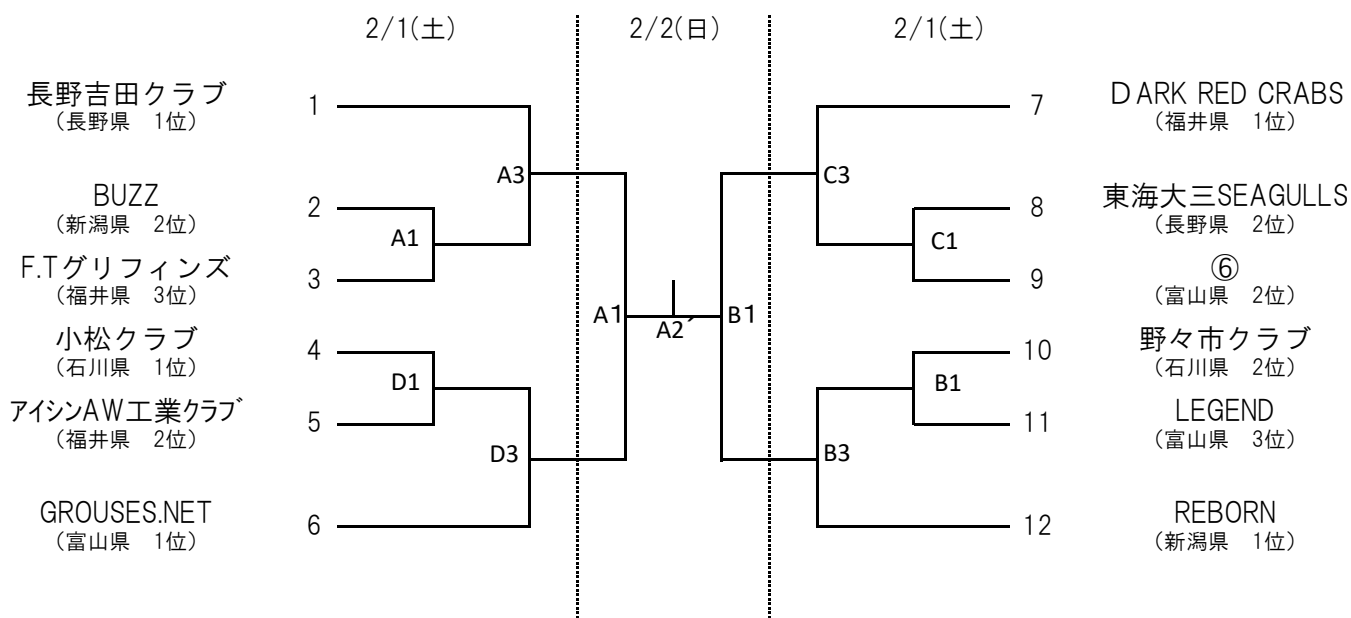 2/1(土) 2/2(日) 2/1(土)
長野吉田クラブ
(長野県 1位)
1
BUZZ
(新潟県 2位)
2
F.Tグリフィンズ
(福井県 3位)
3
小松クラブ
(石川県 1位)
4
アイシンAW工業クラブ
(福井県 2位)
5
GROUSES.NET
(富山県 1位)
6
A3
A1
D1
D3
A1
A2´
B1
C3
C1
B1
B3
7
DARK RED CRABS
(福井県 1位)
8
東海大三SEAGULLS
(長野県 2位)
9
⑥
(富山県 2位)
10
野々市クラブ
(石川県 2位)
11
LEGEND
(富山県 3位)
12
REBORN
(新潟県 1位)